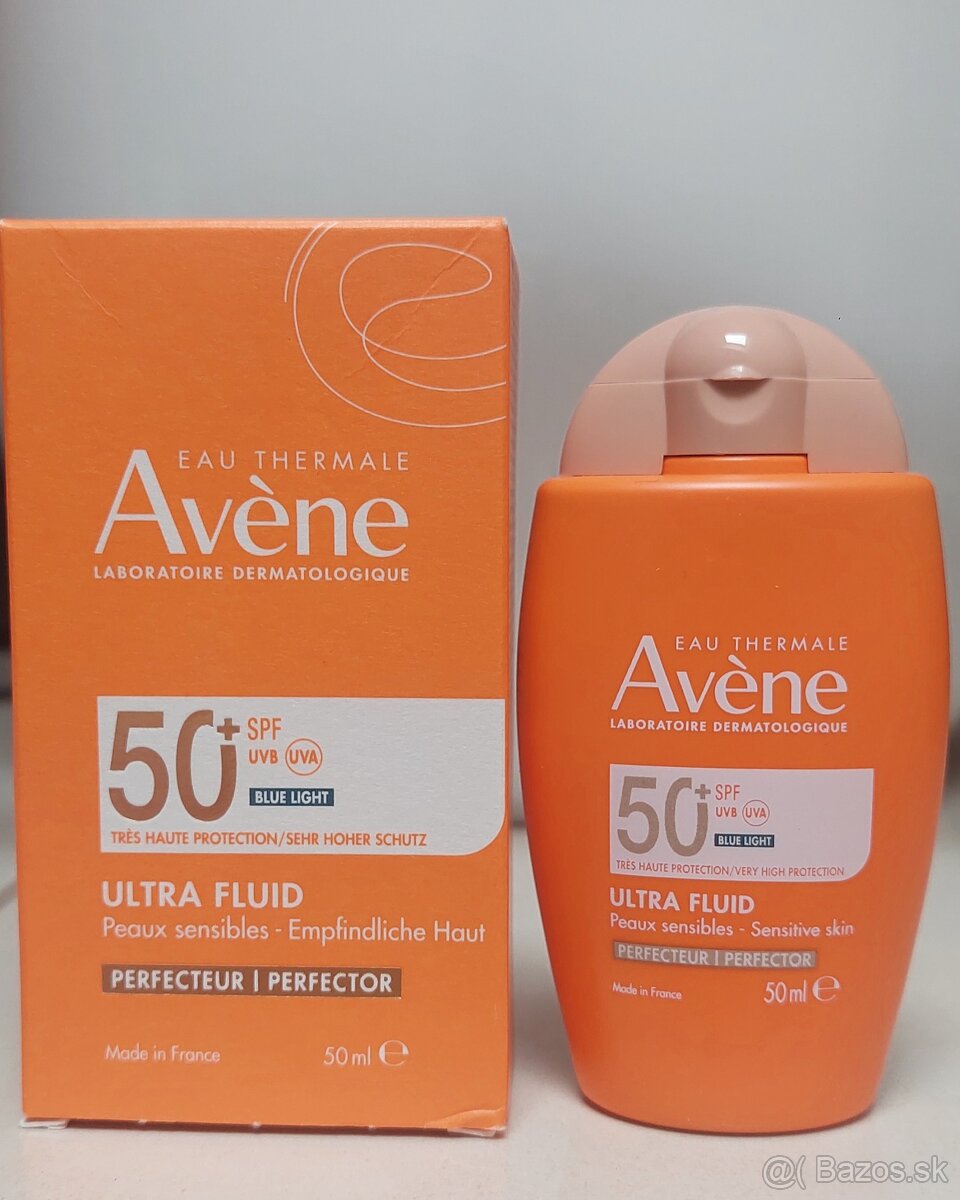 EAU THERMALE
Avène
LABORATOIRE DERMATOLOGIQUE
50+ SPF
UVB UVA
BLUE LIGHT
TRÈS HAUTE PROTECTION/SEHR HOHER SCHUTZ
ULTRA FLUID
Peaux sensibles - Empfindliche Haut
PERFECTEUR | PERFECTOR
Made in France 50 ml ℮
EAU THERMALE
Avène
LABORATOIRE DERMATOLOGIQUE
50+ SPF
UVB UVA
BLUE LIGHT
TRÈS HAUTE PROTECTION/VERY HIGH PROTECTION
ULTRA FLUID
Peaux sensibles - Sensitive skin
PERFECTEUR | PERFECTOR
Made in France 50 ml ℮
@( Bazos.sk